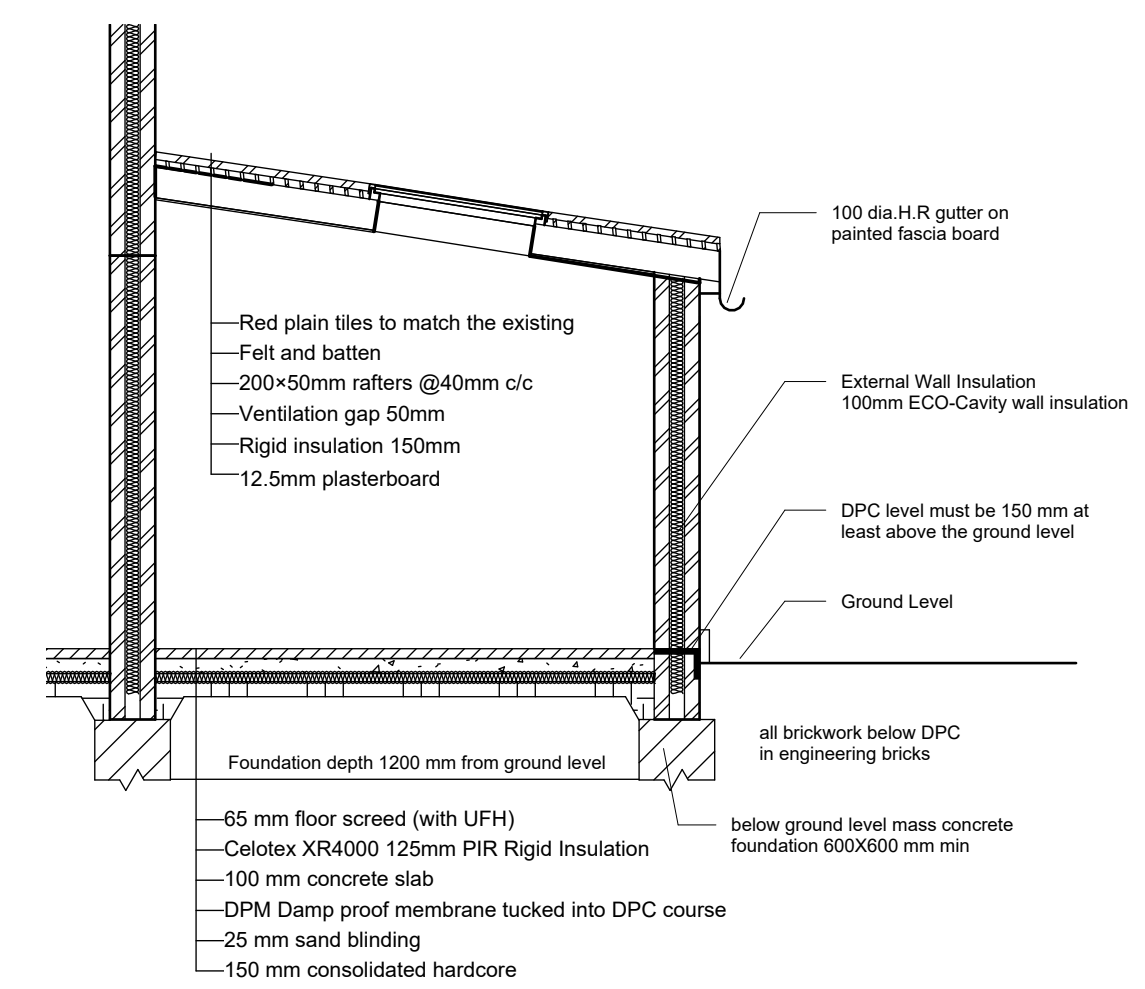 100 dia.H.R gutter on
painted fascia board
Red plain tiles to match the existing
Felt and batten
200×50mm rafters @40mm c/c
Ventilation gap 50mm
Rigid insulation 150mm
12.5mm plasterboard
External Wall Insulation
100mm ECO-Cavity wall insulation
DPC level must be 150 mm at
least above the ground level
Ground Level
all brickwork below DPC
in engineering bricks
Foundation depth 1200 mm from ground level
below ground level mass concrete
foundation 600X600 mm min
65 mm floor screed (with UFH)
Celotex XR4000 125mm PIR Rigid Insulation
100 mm concrete slab
DPM Damp proof membrane tucked into DPC course
25 mm sand blinding
150 mm consolidated hardcore